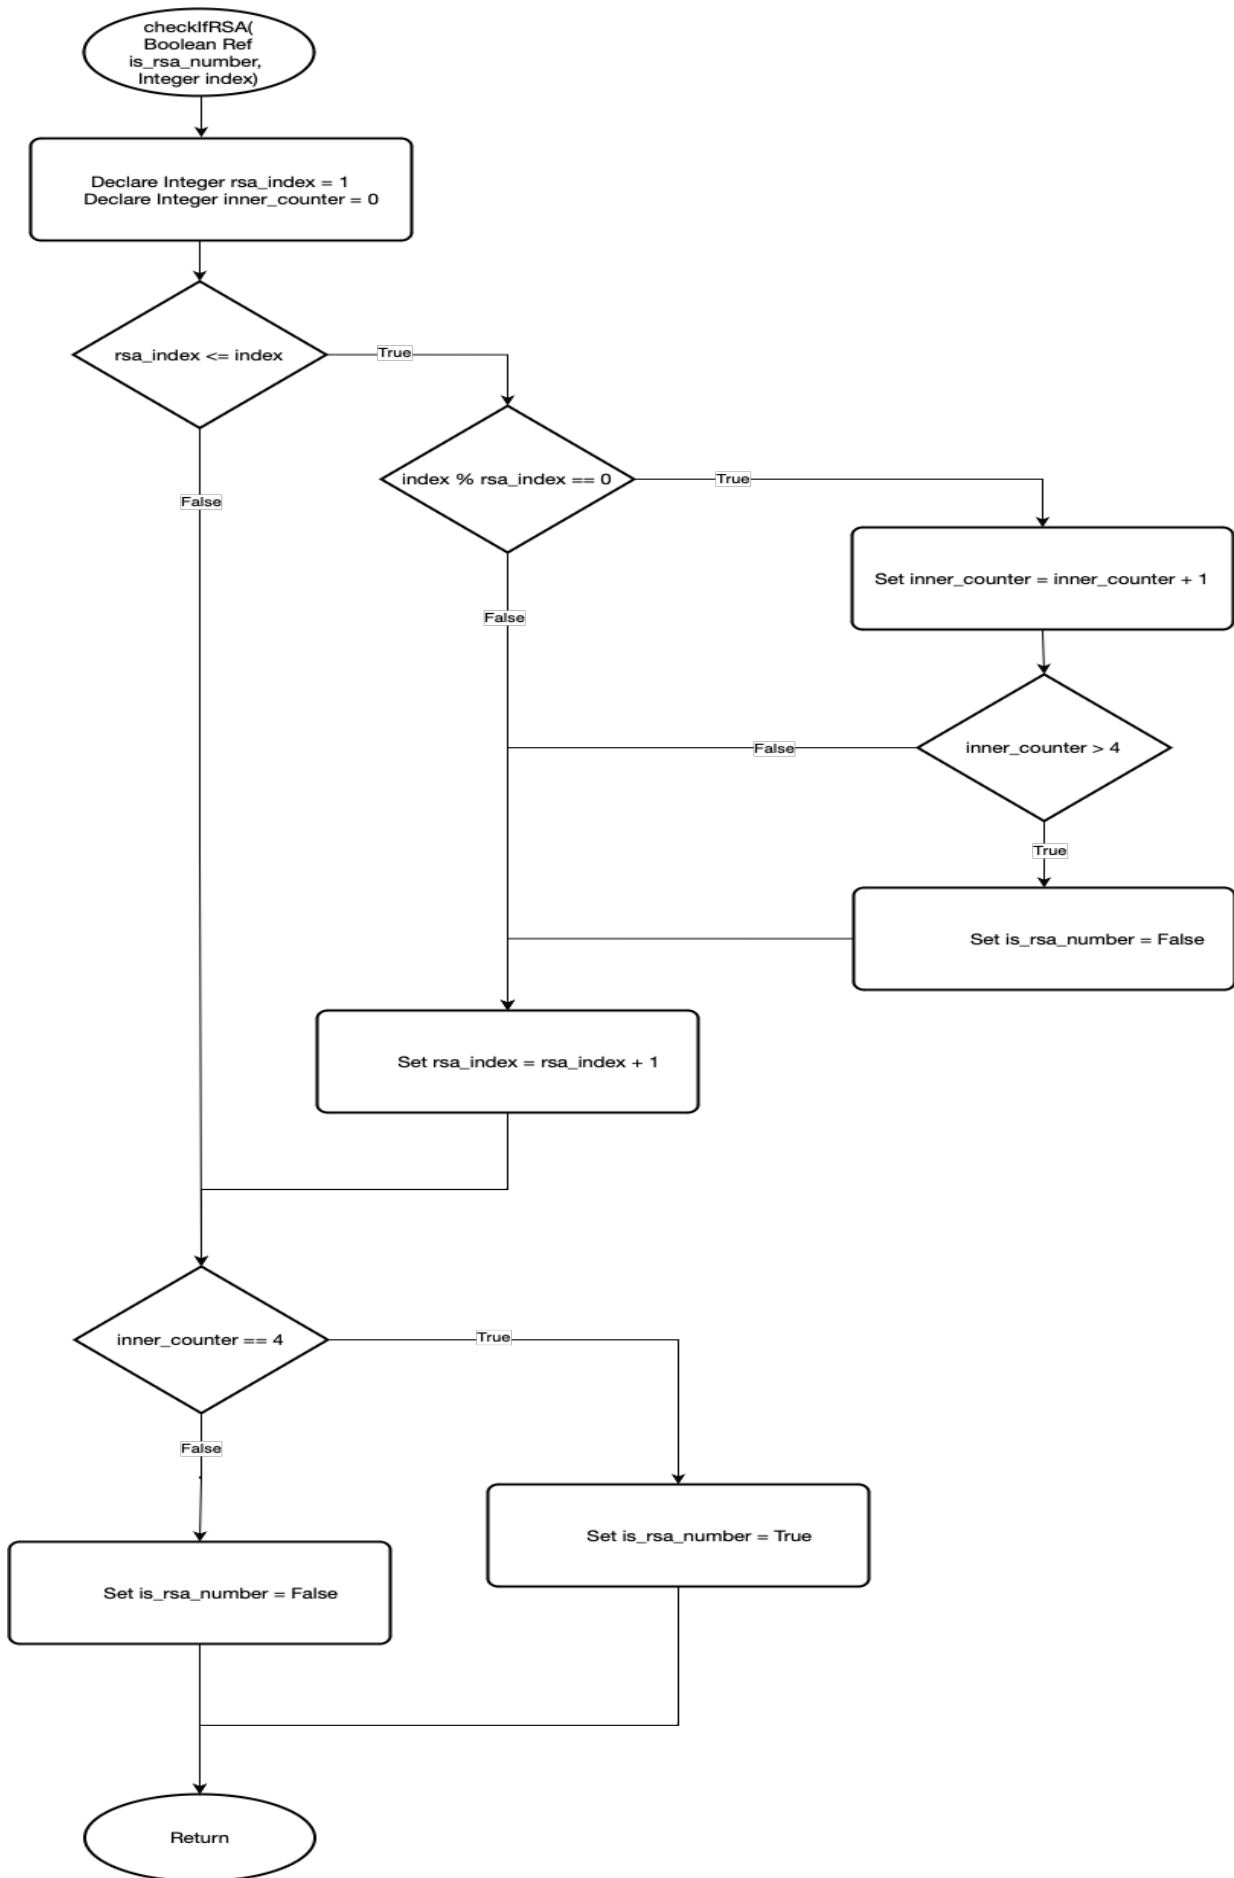 checkIfRSA(
Boolean Ref
is_rsa_number,
Integer index)
Declare Integer rsa_index = 1
Declare Integer inner_counter = 0
rsa_index <= index
True
False
index % rsa_index == 0
True
False
Set inner_counter = inner_counter + 1
inner_counter > 4
False
True
Set is_rsa_number = False
Set rsa_index = rsa_index + 1
inner_counter == 4
True
False
Set is_rsa_number = True
Set is_rsa_number = False
Return